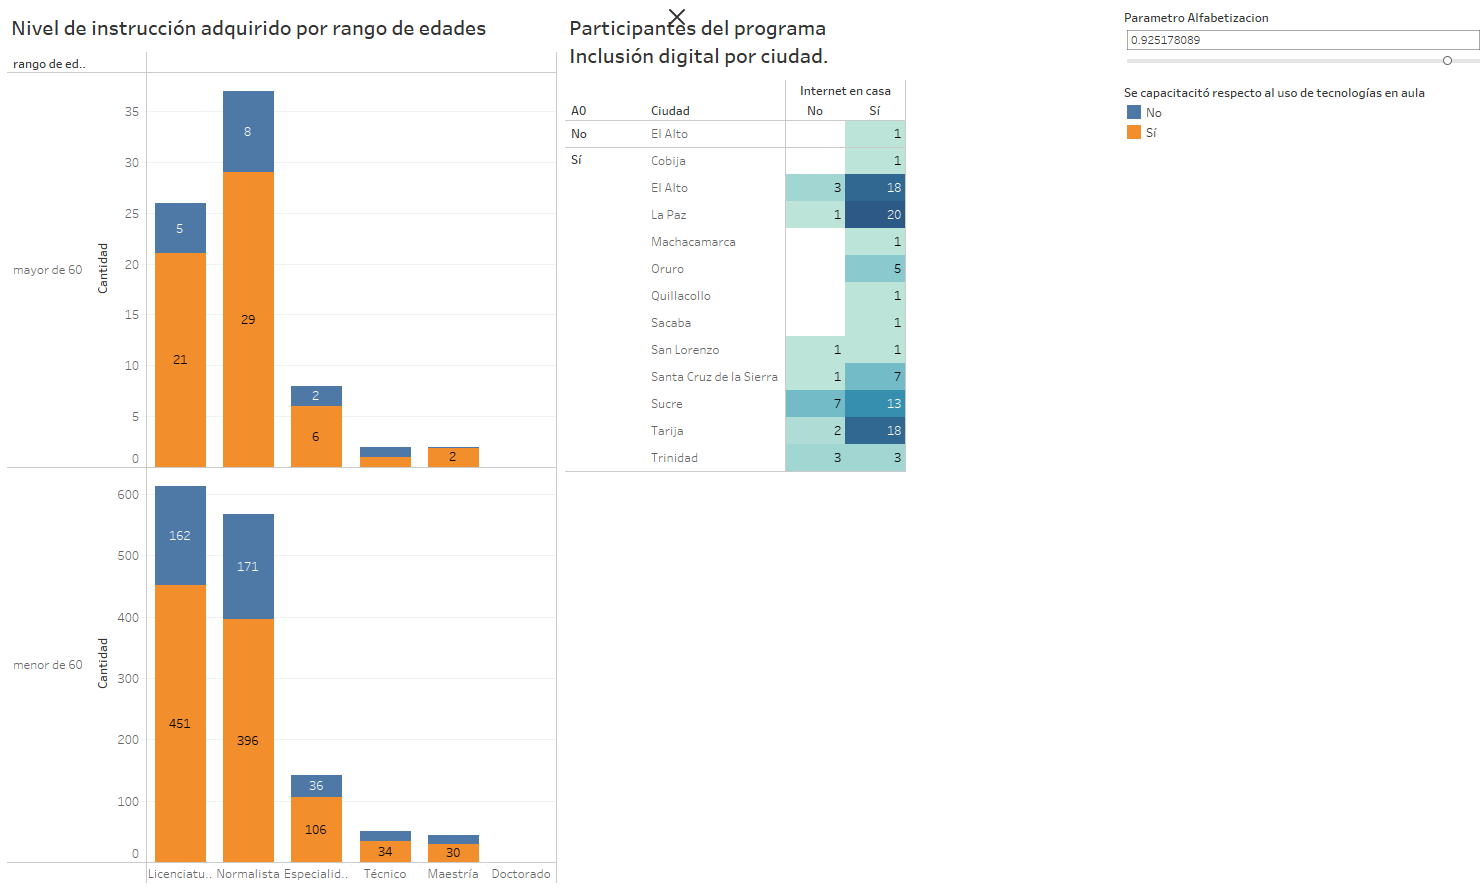 Nivel de instrucción adquirido por rango de edades
rango de ed..
35
30
25
20
15
10
5
0
mayor de 60
Cantidad
5
21
8
29
2
6
2
600
500
400
300
200
100
0
menor de 60
Cantidad
162
451
171
396
36
106
34
30
Licenciatu.. Normalista Especialid.. Técnico Maestría Doctorado
Participantes del programa
Inclusión digital por ciudad.
Internet en casa
A0 Ciudad No Sí
No El Alto 1
Sí Cobija 1
El Alto 3 18
La Paz 1 20
Machacamarca 1
Oruro 5
Quillacollo 1
Sacaba 1
San Lorenzo 1 1
Santa Cruz de la Sierra 1 7
Sucre 7 13
Tarija 2 18
Trinidad 3 3
Parametro Alfabetizacion
0.925178089
Se capacitacitó respecto al uso de tecnologías en aula
No
Sí